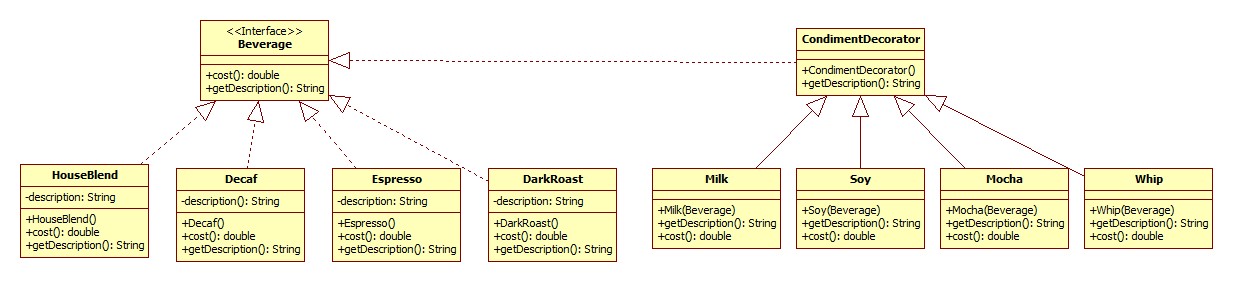 <<Interface>>
Beverage
+cost(): double
+getDescription(): String
CondimentDecorator
+CondimentDecorator()
+getDescription(): String
HouseBlend
-description: String
+HouseBlend()
+cost(): double
+getDescription(): String
Decaf
-description(): String
+Decaf()
+cost(): double
+getDescription(): String
Espresso
-description: String
+Espresso()
+cost(): double
+getDescription(): String
DarkRoast
-description: String
+DarkRoast()
+cost(): double
+getDescription(): String
Milk
+Milk(Beverage)
+getDescription(): String
+cost(): double
Soy
+Soy(Beverage)
+getDescription(): String
+cost(): double
Mocha
+Mocha(Beverage)
+getDescription(): String
+cost(): double
Whip
+Whip(Beverage)
+getDescription(): String
+cost(): double